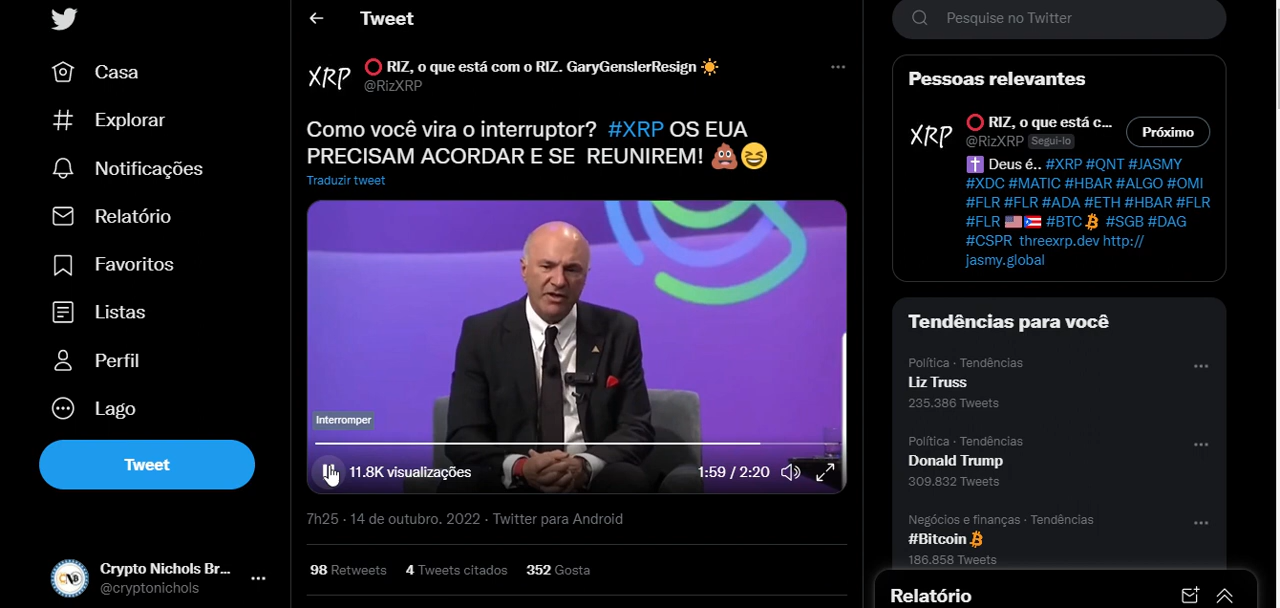 Casa
Explorar
Notificações
Relatório
Favoritos
Listas
Perfil
Lago
Tweet
Crypto Nichols Br...
@cryptonichols
Tweet
XRP
RIZ, o que está com o RIZ. GaryGenslerResign
@RizXRP
Como você vira o interruptor? #XRP OS EUA
PRECISAM ACORDAR E SE REUNIREM!
Traduzir tweet
Interromper
11.8K visualizações
1:59 / 2:20
7h25 · 14 de outubro. 2022 · Twitter para Android
98 Retweets 4 Tweets citados 352 Gosta
Pesquise no Twitter
Pessoas relevantes
XRP
RIZ, o que está c...
@RizXRP Segui-lo
Próximo
Deus é.. #XRP #QNT #JASMY
#XDC #MATIC #HBAR #ALGO #OMI
#FLR #FLR #ADA #ETH #HBAR #FLR
#FLR #BTC #SGB #DAG
#CSPR threexrp.dev http://
jasmy.global
Tendências para você
Política · Tendências
Liz Truss
235.386 Tweets
Política · Tendências
Donald Trump
309.832 Tweets
Negócios e finanças · Tendências
#Bitcoin
186.858 Tweets
Relatório